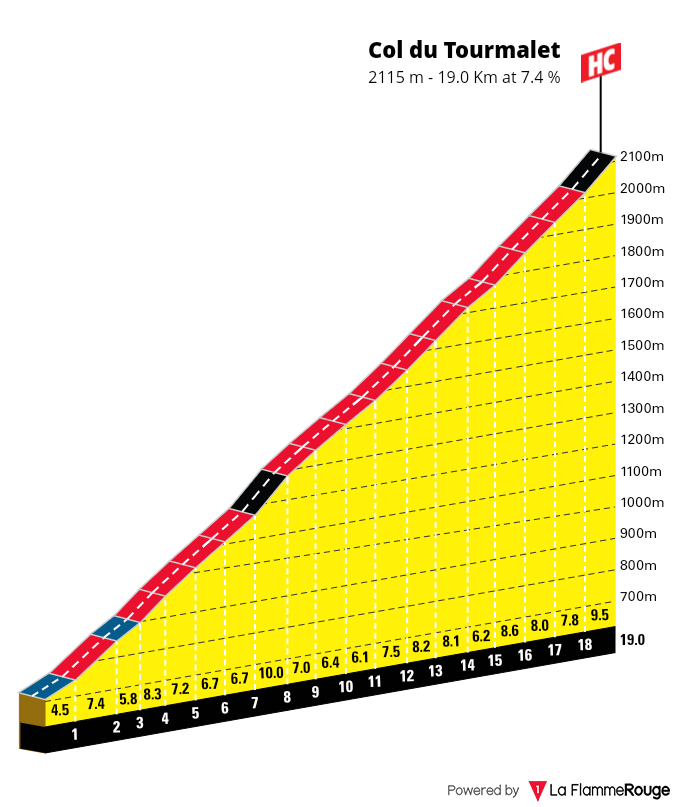 Col du Tourmalet
2115 m - 19.0 Km at 7.4 %
HC
2100m
2000m
1900m
1800m
1700m
1600m
1500m
1400m
1300m
1200m
1100m
1000m
900m
800m
700m
4.5 7.4 5.8 8.3 7.2 6.7 6.7 10.0 7.0 6.4 6.1 7.5 8.2 8.1 6.2 8.6 8.0 7.8 9.5
1 2 3 4 5 6 7 8 9 10 11 12 13 14 15 16 17 18 19.0
Powered by 1 La FlammeRouge